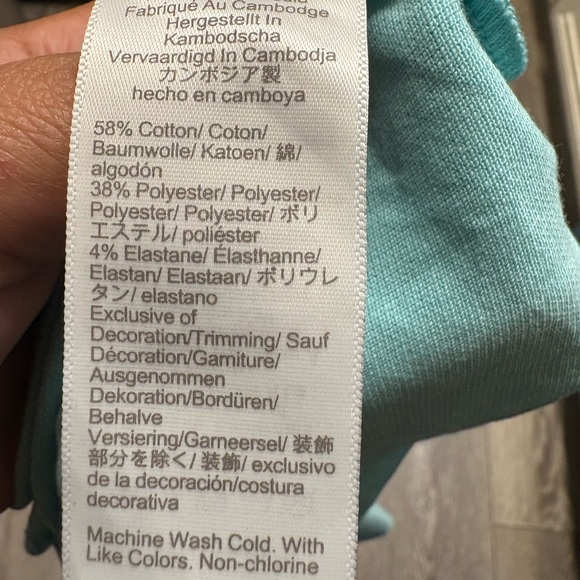 Fabriqué Au Cambodge
Hergestellt In
Kambodscha
Vervaardigd In Cambodja
カンボジア製
hecho en camboya
58% Cotton/ Coton/
Baumwolle/ Katoen/ 綿/
algodón
38% Polyester/ Polyester/
Polyester/ Polyester/ ポリ
エステル/ poliéster
4% Elastane/ Élasthanne/
Elastan/ Elastaan/ ポリウレ
タン/ elastano
Exclusive of
Decoration/Trimming/ Sauf
Décoration/Garniture/
Ausgenommen
Dekoration/Bordüren/
Behalve
Versiering/Garneersel/ 装飾
部分を除く/ 装飾/ exclusivo
de la decoración/costura
decorativa
Machine Wash Cold. With
Like Colors. Non-chlorine